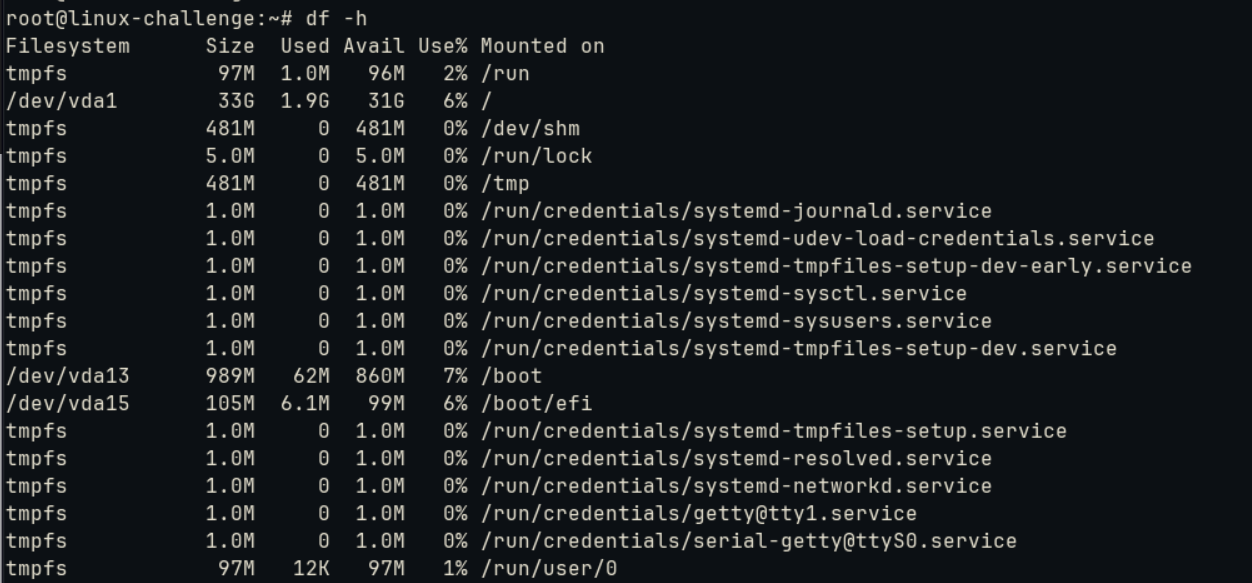 root@linux-challenge:~# df -h
Filesystem      Size  Used Avail Use% Mounted on
tmpfs            97M  1.0M   96M   2% /run
/dev/vda1        33G  1.9G   31G   6% /
tmpfs           481M     0  481M   0% /dev/shm
tmpfs           5.0M     0  5.0M   0% /run/lock
tmpfs           481M     0  481M   0% /tmp
tmpfs           1.0M     0  1.0M   0% /run/credentials/systemd-journald.service
tmpfs           1.0M     0  1.0M   0% /run/credentials/systemd-udev-load-credentials.service
tmpfs           1.0M     0  1.0M   0% /run/credentials/systemd-tmpfiles-setup-dev-early.service
tmpfs           1.0M     0  1.0M   0% /run/credentials/systemd-sysctl.service
tmpfs           1.0M     0  1.0M   0% /run/credentials/systemd-sysusers.service
tmpfs           1.0M     0  1.0M   0% /run/credentials/systemd-tmpfiles-setup-dev.service
/dev/vda13      989M   62M  860M   7% /boot
/dev/vda15      105M  6.1M   99M   6% /boot/efi
tmpfs           1.0M     0  1.0M   0% /run/credentials/systemd-tmpfiles-setup.service
tmpfs           1.0M     0  1.0M   0% /run/credentials/systemd-resolved.service
tmpfs           1.0M     0  1.0M   0% /run/credentials/systemd-networkd.service
tmpfs           1.0M     0  1.0M   0% /run/credentials/getty@tty1.service
tmpfs           1.0M     0  1.0M   0% /run/credentials/serial-getty@ttyS0.service
tmpfs            97M   12K   97M   1% /run/user/0